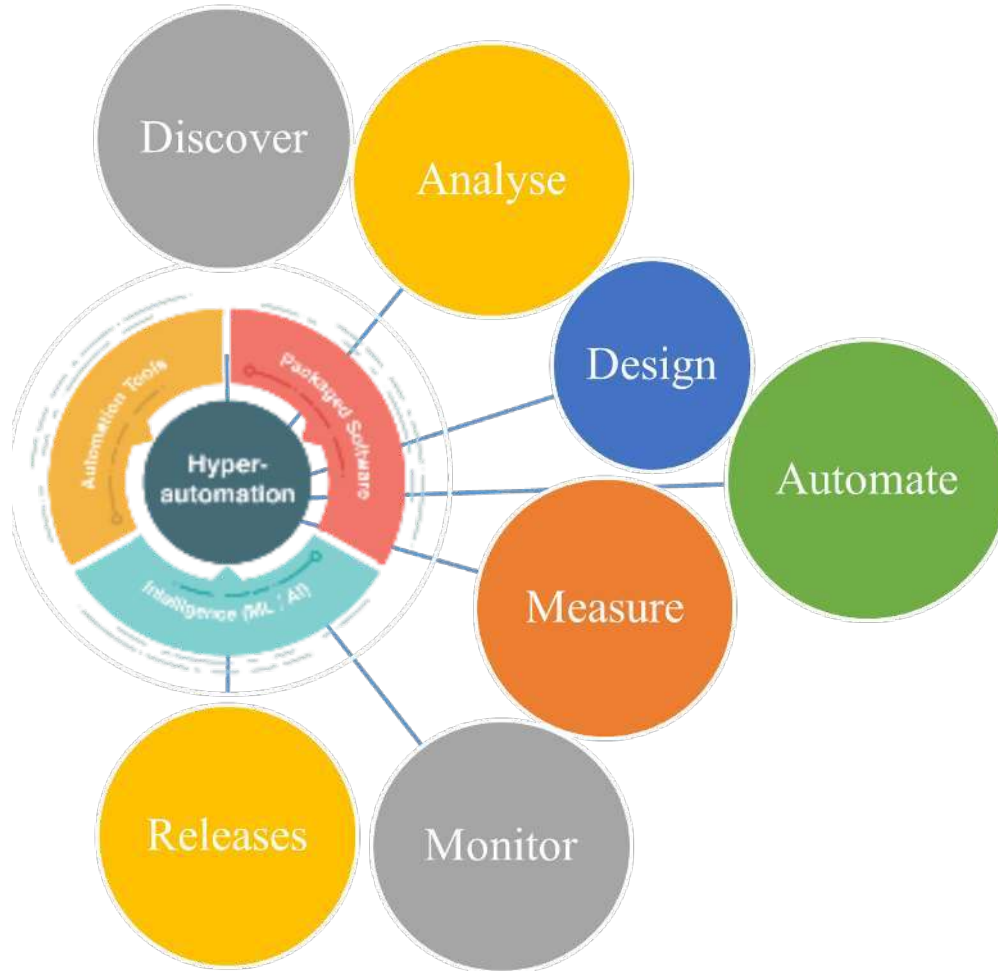 Discover
Analyse
Design
Automate
Measure
Monitor
Releases
Automation Tools
Packaged Software
Hyper-
automation
Intelligence (ML / AI)